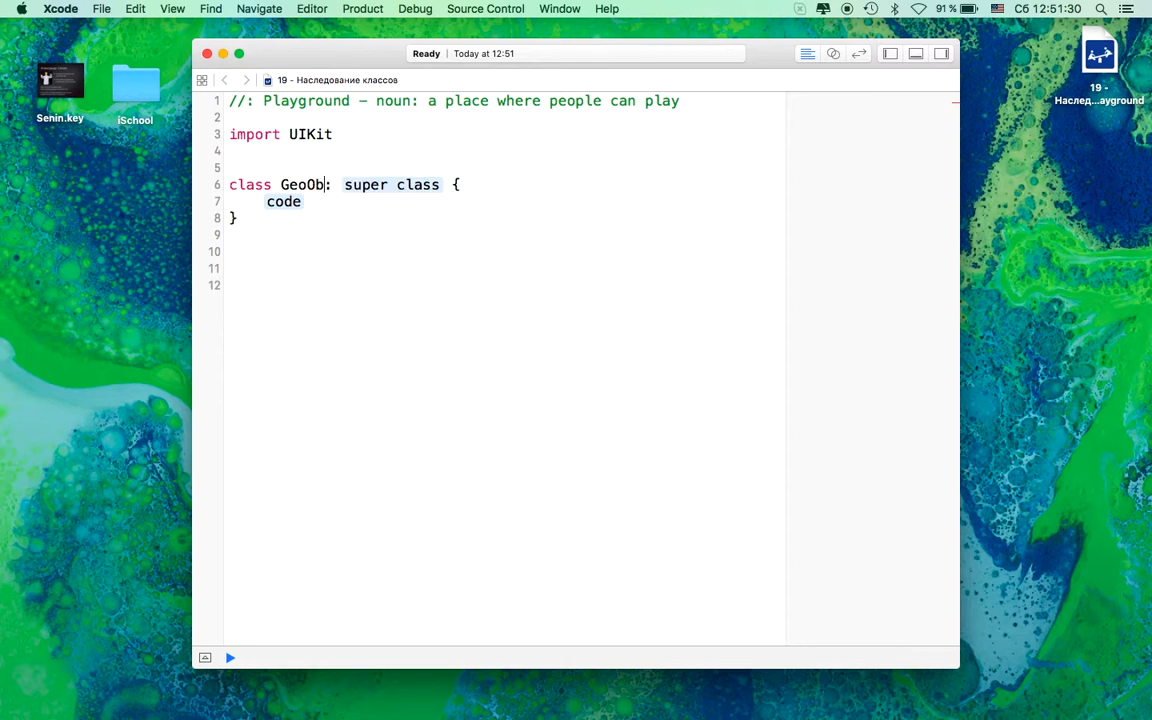 Xcode File Edit View Find Navigate Editor Product Debug Source Control Window Help 91% Сб 12:51:30
Ready | Today at 12:51
19 - Наследование классов
Senin.key
iSchool
19 -
Наслед...ayground
1 //: Playground – noun: a place where people can play
2
3 import UIKit
4
5
6 class GeoOb: super class {
7 code
8 }
9
10
11
12